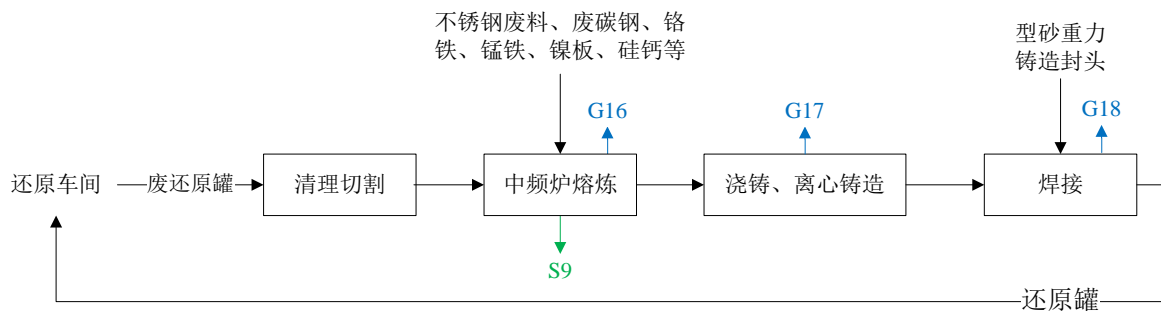 不锈钢废料、废碳钢、铬
铁、锰铁、镍板、硅钙等
型砂重力
铸造封头
G16
G17
G18
还原车间
废还原罐
清理切割
中频炉熔炼
浇铸、离心铸造
焊接
S9
还原罐